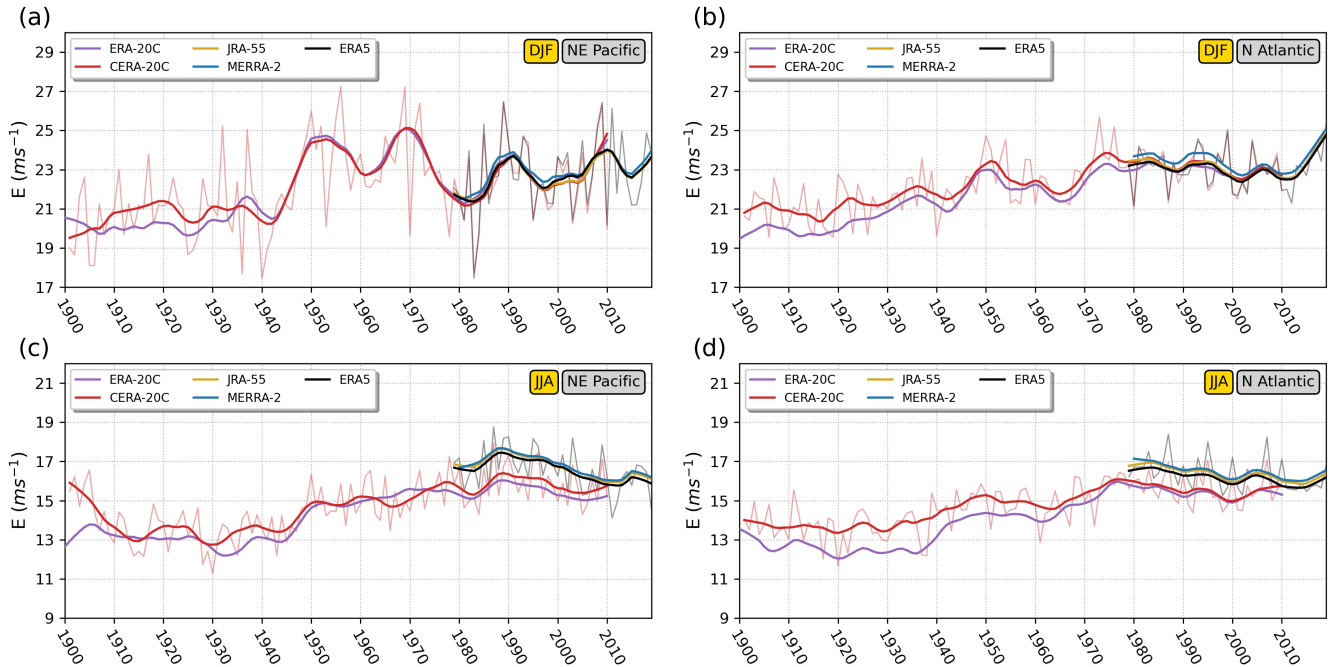 (a)
ERA-20C JRA-55 ERA5
CERA-20C MERRA-2
DJF NE Pacific
E (ms⁻¹)
29
27
25
23
21
19
17
1900 1910 1920 1930 1940 1950 1960 1970 1980 1990 2000 2010
(b)
ERA-20C JRA-55 ERA5
CERA-20C MERRA-2
DJF N Atlantic
E (ms⁻¹)
29
27
25
23
21
19
17
1900 1910 1920 1930 1940 1950 1960 1970 1980 1990 2000 2010
(c)
ERA-20C JRA-55 ERA5
CERA-20C MERRA-2
JJA NE Pacific
E (ms⁻¹)
21
19
17
15
13
11
9
1900 1910 1920 1930 1940 1950 1960 1970 1980 1990 2000 2010
(d)
ERA-20C JRA-55 ERA5
CERA-20C MERRA-2
JJA N Atlantic
E (ms⁻¹)
21
19
17
15
13
11
9
1900 1910 1920 1930 1940 1950 1960 1970 1980 1990 2000 2010